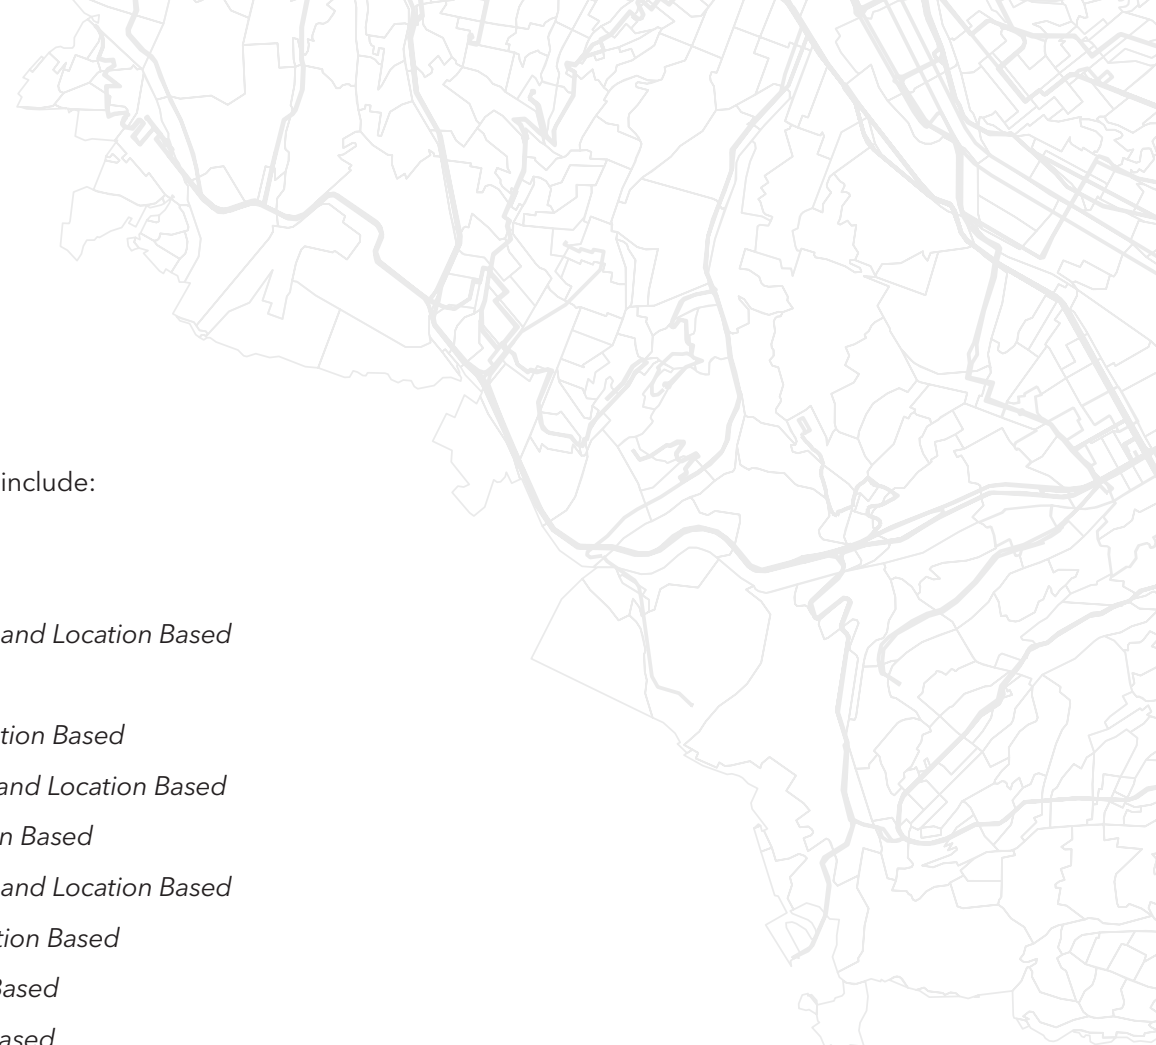 include:
and Location Based
tion Based
and Location Based
n Based
and Location Based
tion Based
Based
ased